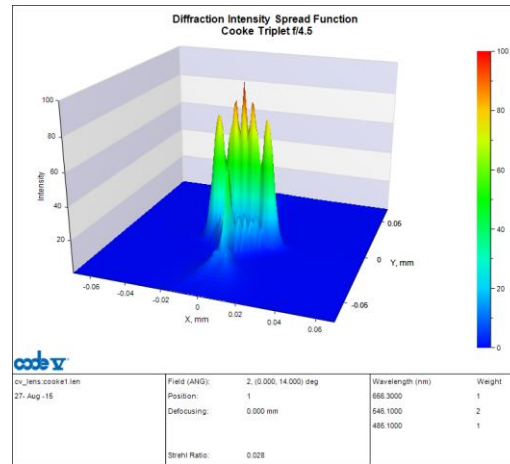 Diffraction Intensity Spread Function
Cooke Triplet f/4.5
100
80
60
40
20
Intensity
-0.06
-0.04
-0.02
0
0.02
0.04
0.06
X, mm
0.05
0
-0.05
Y, mm
100
80
60
40
20
0
code V
cv_lens:cooke1.len
27- Aug -15
Field (ANG): 2, (0.000, 14.000) deg
Position: 1
Defocusing: 0.000 mm
Strehl Ratio: 0.028
Wavelength (nm) Weight
656.3000 1
546.1000 2
486.1000 1